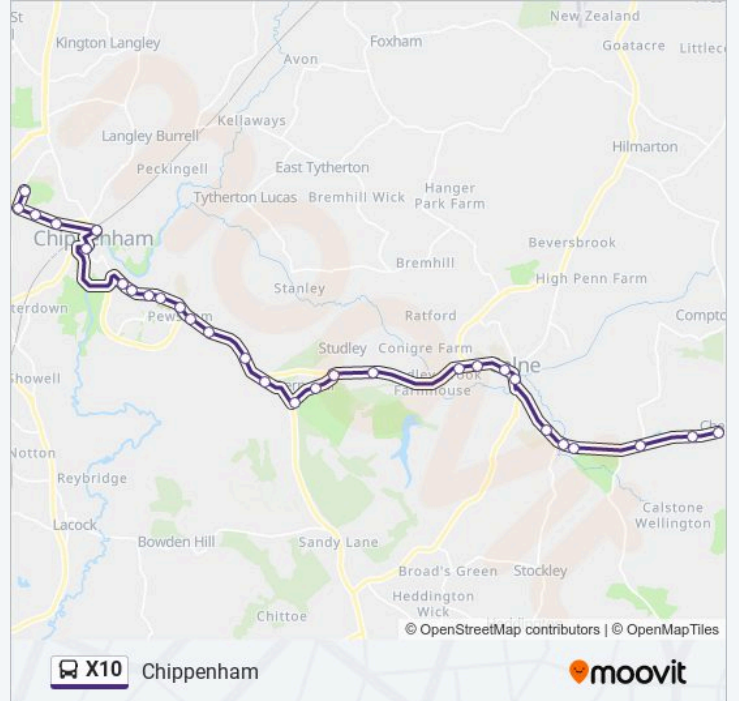 St
New Zealand
Kington Langley
Foxham
Goatacre
Avon
Kellaways
Langley Burrell
Hilmarton
East Tytherton
Peckingell
Hanger
Park Farm
Tytherton Lucas
Bremhill Wick
Beversbrook
Bremhill
High Penn Farm
Stanley
Ratford
Studley
Conigre Farm
Reybridge
Lacock
Bowden Hill
Sandy Lane
Calstone
Wellington
Broad's Green
Stockley
Heddington
Wick
Chittoe
© OpenStreetMap contributors | © OpenMapTiles
X10 Chippenham
moovit